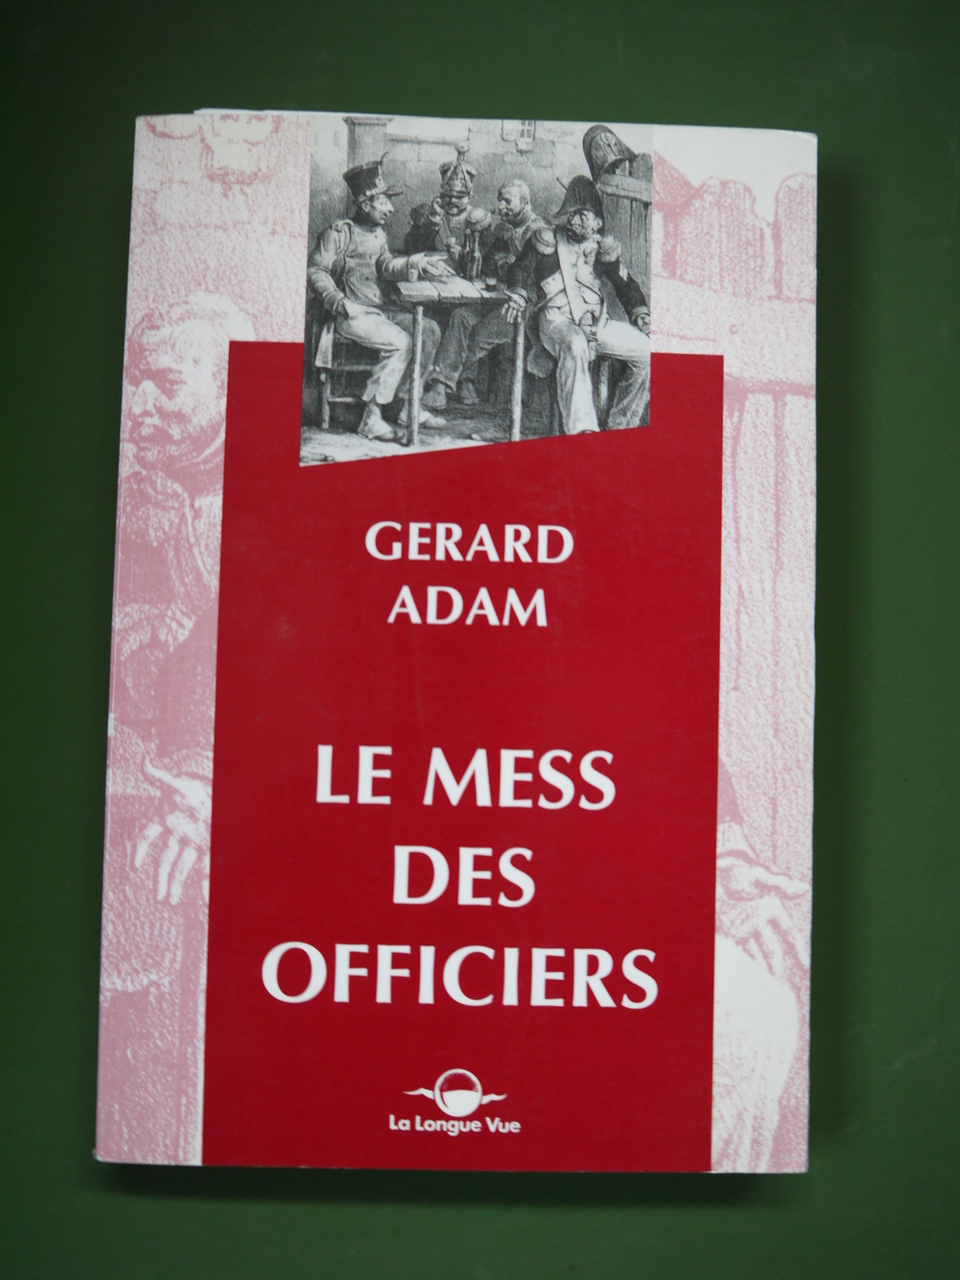 GERARD
ADAM
LE MESS
DES
OFFICIERS
La Longue Vue